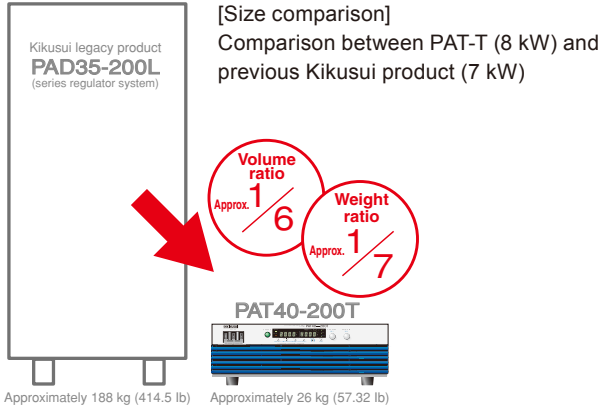 [Size comparison]
Comparison between PAT-T (8 kW) and
previous Kikusui product (7 kW)
Kikusui legacy product
PAD35-200L
(series regulator system)
Volume
ratio
Approx. 1/6
Weight
ratio
Approx. 1/7
PAT40-200T
Approximately 188 kg (414.5 lb)
Approximately 26 kg (57.32 lb)